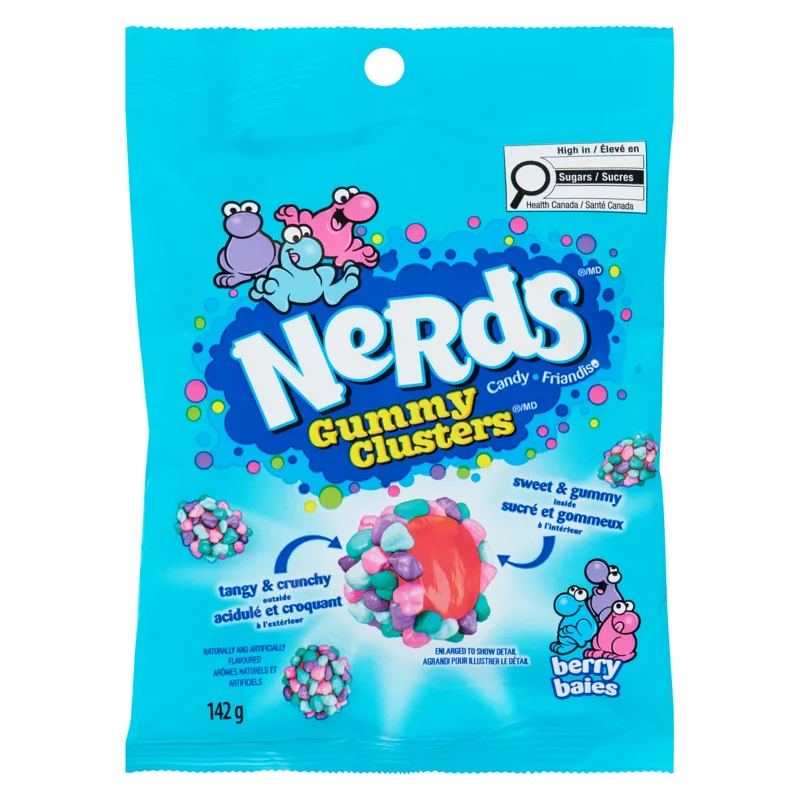 High in / Élevé en
Sugars / Sucres
Health Canada / Santé Canada
NeRds®/MD
Candy • Friandise
Gummy
Clusters®/MD
sweet & gummy
inside
sucré et gommeux
à l'intérieur
tangy & crunchy
outside
acidulé et croquant
à l'extérieur
NATURALLY AND ARTIFICIALLY
FLAVOURED
ARÔMES NATURELS ET
ARTIFICIELS
ENLARGED TO SHOW DETAIL
AGRANDI POUR ILLUSTRER LE DÉTAIL
berry
baies
142 g